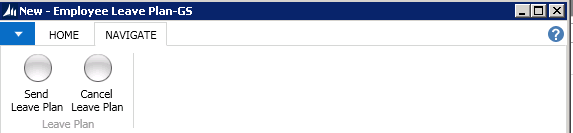 New - Employee Leave Plan-GS
HOME NAVIGATE
Send Leave Plan
Cancel Leave Plan
Leave Plan